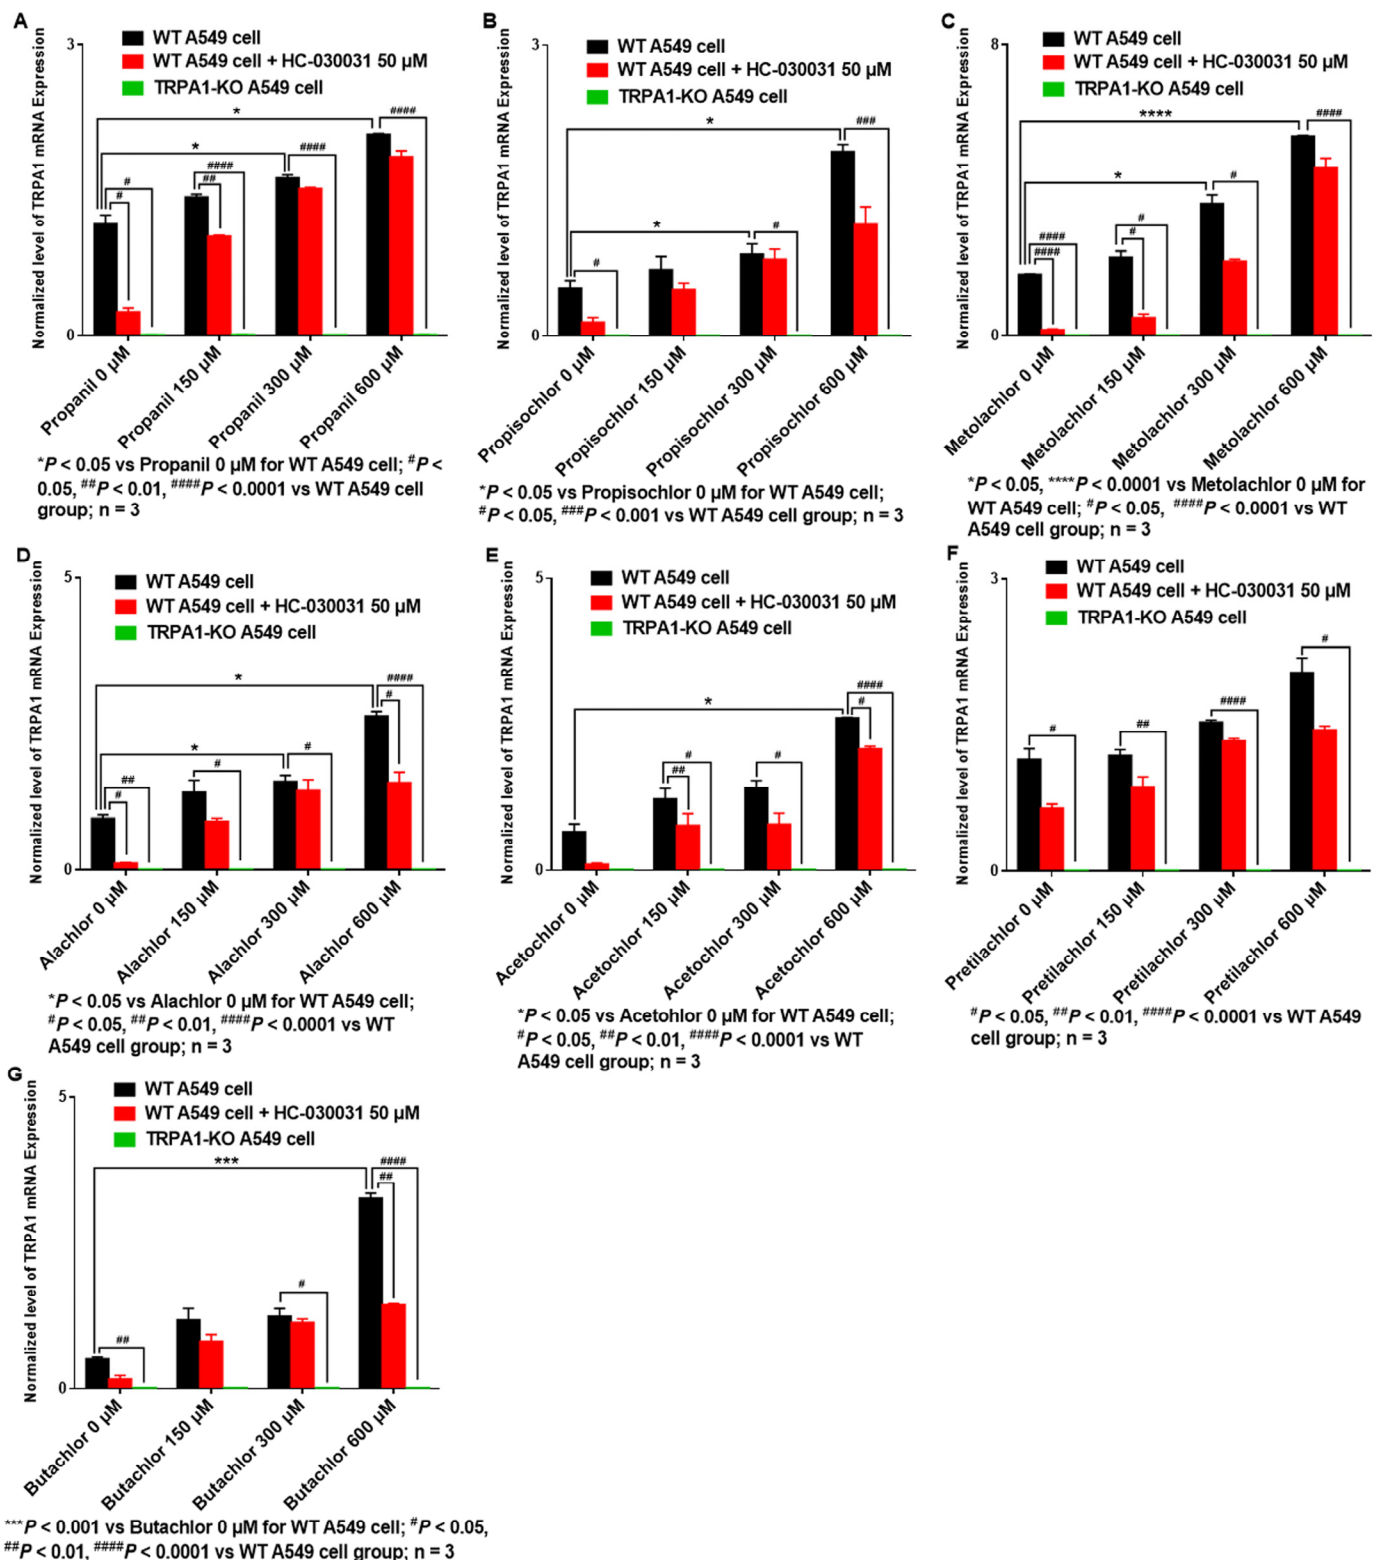 A
Normalized level of TRPA1 mRNA Expression
3
0
WT A549 cell
WT A549 cell + HC-030031 50 µM
TRPA1-KO A549 cell
*
####
*
####
####
##
#
#
Propanil 0 µM
Propanil 150 µM
Propanil 300 µM
Propanil 600 µM
*P < 0.05 vs Propanil 0 µM for WT A549 cell; #P <
0.05, ##P < 0.01, ####P < 0.0001 vs WT A549 cell
group; n = 3
B
Normalized level of TRPA1 mRNA Expression
3
0
WT A549 cell
WT A549 cell + HC-030031 50 µM
TRPA1-KO A549 cell
*
###
*
#
#
Propisochlor 0 µM
Propisochlor 150 µM
Propisochlor 300 µM
Propisochlor 600 µM
*P < 0.05 vs Propisochlor 0 µM for WT A549 cell;
#P < 0.05, ###P < 0.001 vs WT A549 cell group; n = 3
C
Normalized level of TRPA1 mRNA Expression
8
0
WT A549 cell
WT A549 cell + HC-030031 50 µM
TRPA1-KO A549 cell
****
####
*
#
#
#
####
####
Metolachlor 0 µM
Metolachlor 150 µM
Metolachlor 300 µM
Metolachlor 600 µM
*P < 0.05, ****P < 0.0001 vs Metolachlor 0 µM for
WT A549 cell; #P < 0.05, ####P < 0.0001 vs WT
A549 cell group; n = 3
D
Normalized level of TRPA1 mRNA Expression
5
0
WT A549 cell
WT A549 cell + HC-030031 50 µM
TRPA1-KO A549 cell
*
####
#
*
#
#
##
#
Alachlor 0 µM
Alachlor 150 µM
Alachlor 300 µM
Alachlor 600 µM
*P < 0.05 vs Alachlor 0 µM for WT A549 cell;
#P < 0.05, ##P < 0.01, ####P < 0.0001 vs WT
A549 cell group; n = 3
E
Normalized level of TRPA1 mRNA Expression
5
0
WT A549 cell
WT A549 cell + HC-030031 50 µM
TRPA1-KO A549 cell
*
####
#
#
##
#
Acetochlor 0 µM
Acetochlor 150 µM
Acetochlor 300 µM
Acetochlor 600 µM
*P < 0.05 vs Acetohlor 0 µM for WT A549 cell;
#P < 0.05, ##P < 0.01, ####P < 0.0001 vs WT
A549 cell group; n = 3
F
Normalized level of TRPA1 mRNA Expression
3
0
WT A549 cell
WT A549 cell + HC-030031 50 µM
TRPA1-KO A549 cell
#
####
##
#
Pretilachlor 0 µM
Pretilachlor 150 µM
Pretilachlor 300 µM
Pretilachlor 600 µM
#P < 0.05, ##P < 0.01, ####P < 0.0001 vs WT A549
cell group; n = 3
G
Normalized level of TRPA1 mRNA Expression
5
0
WT A549 cell
WT A549 cell + HC-030031 50 µM
TRPA1-KO A549 cell
***
####
##
#
##
Butachlor 0 µM
Butachlor 150 µM
Butachlor 300 µM
Butachlor 600 µM
***P < 0.001 vs Butachlor 0 µM for WT A549 cell; #P < 0.05,
##P < 0.01, ####P < 0.0001 vs WT A549 cell group; n = 3